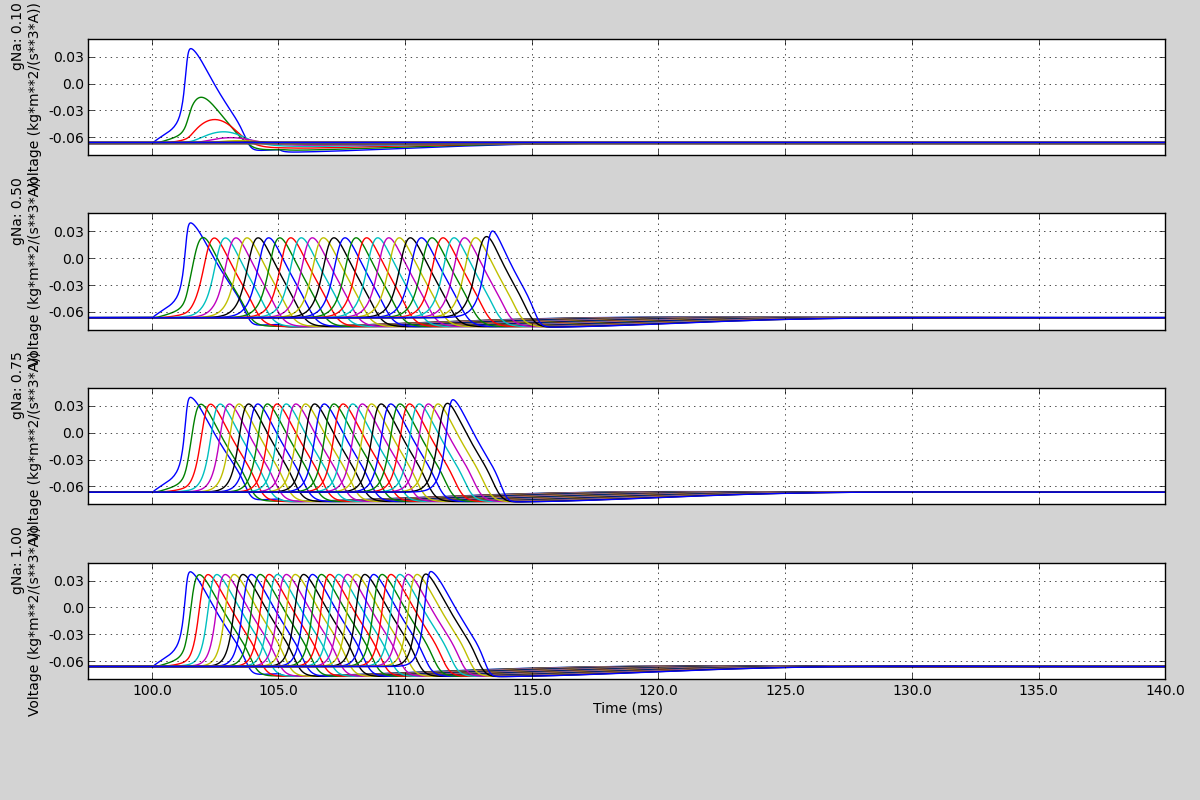 gNa: 0.10
Voltage (kg*m**2/(s**3*A))
0.03
0.0
-0.03
-0.06
gNa: 0.50
Voltage (kg*m**2/(s**3*A))
0.03
0.0
-0.03
-0.06
gNa: 0.75
Voltage (kg*m**2/(s**3*A))
0.03
0.0
-0.03
-0.06
gNa: 1.00
Voltage (kg*m**2/(s**3*A))
0.03
0.0
-0.03
-0.06
100.0 105.0 110.0 115.0 120.0 125.0 130.0 135.0 140.0
Time (ms)